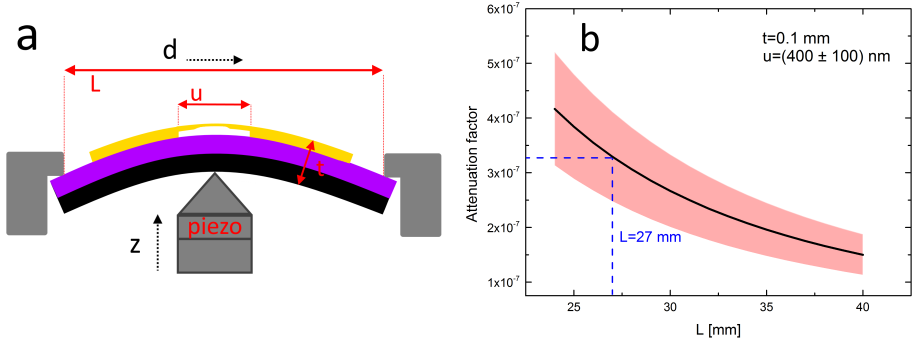 a
d
L
u
t
piezo
z
b
t=0.1 mm
u=(400 ± 100) nm
Attenuation factor
6x10⁻⁷
5x10⁻⁷
4x10⁻⁷
3x10⁻⁷
2x10⁻⁷
1x10⁻⁷
L=27 mm
25 30 35 40
L [mm]